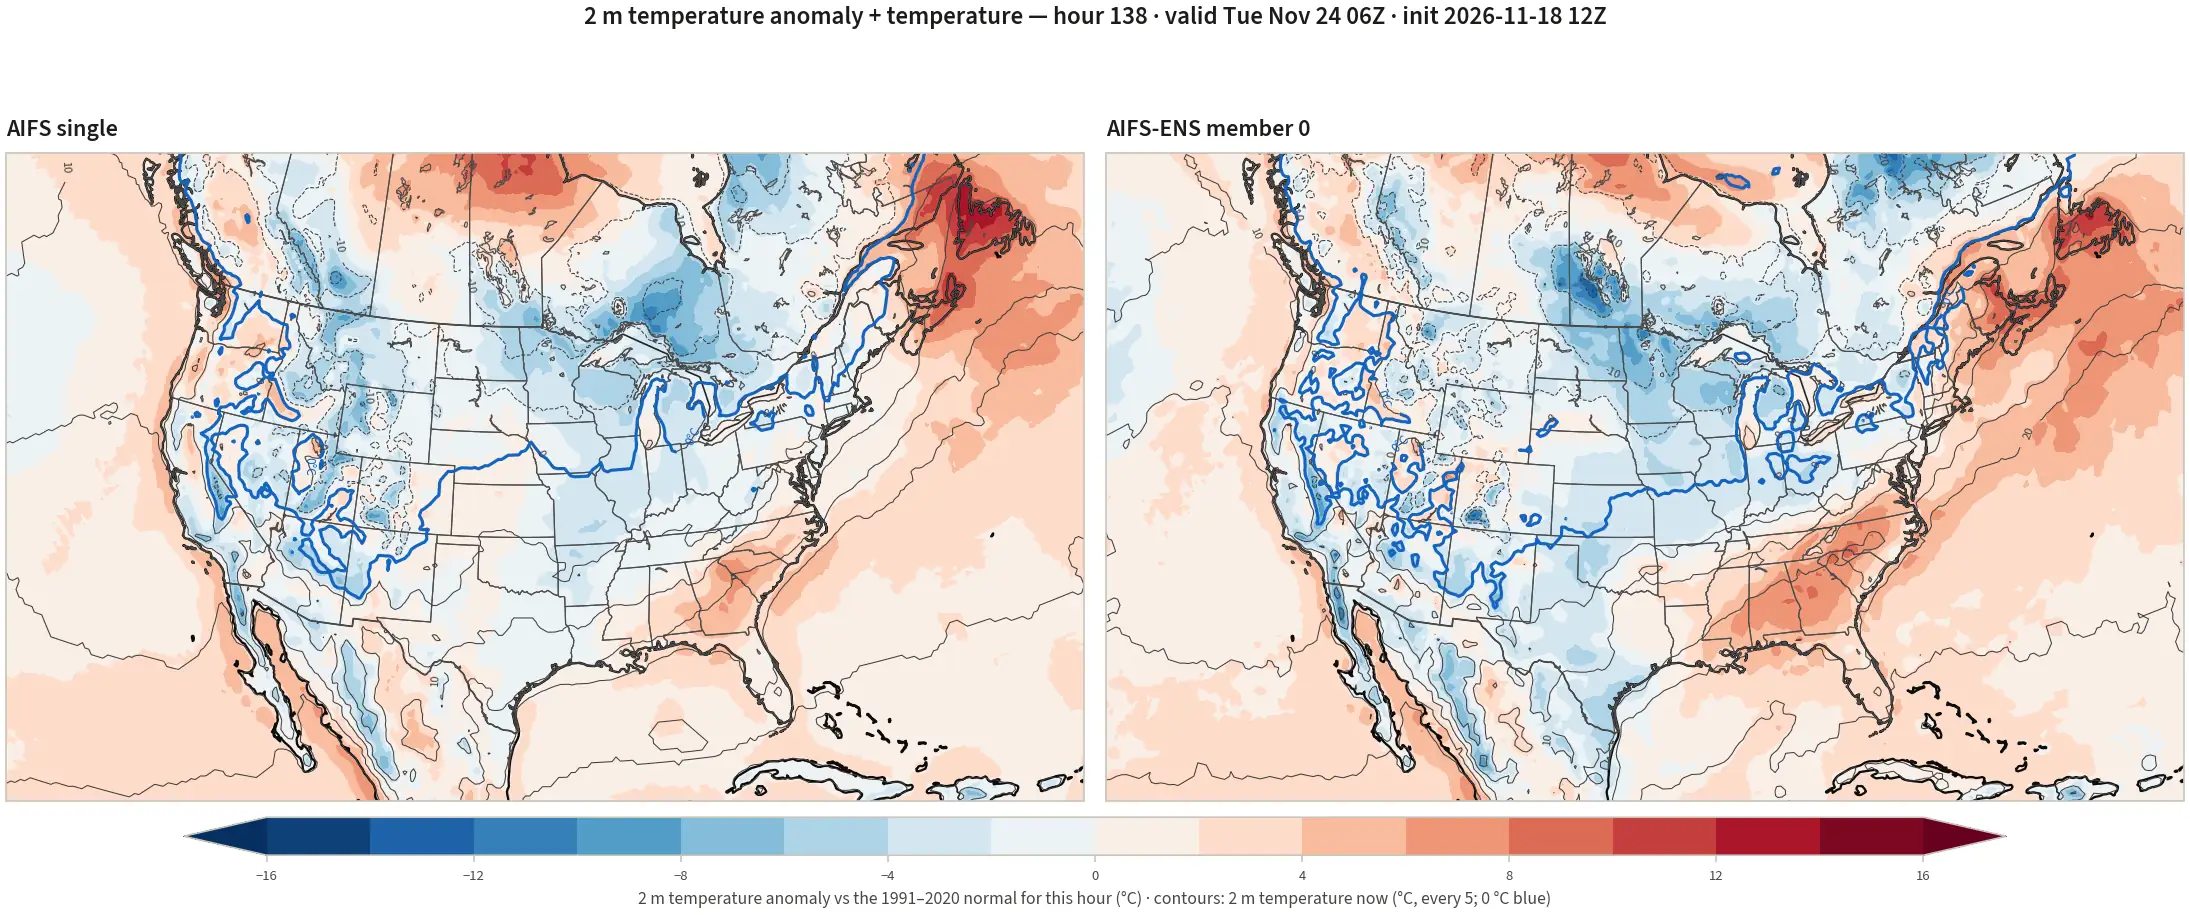 2 m temperature anomaly + temperature — hour 138 · valid Tue Nov 24 06Z · init 2026-11-18 12Z
AIFS single
AIFS-ENS member 0
−16 −12 −8 −4 0 4 8 12 16
2 m temperature anomaly vs the 1991–2020 normal for this hour (°C) · contours: 2 m temperature now (°C, every 5; 0 °C blue)